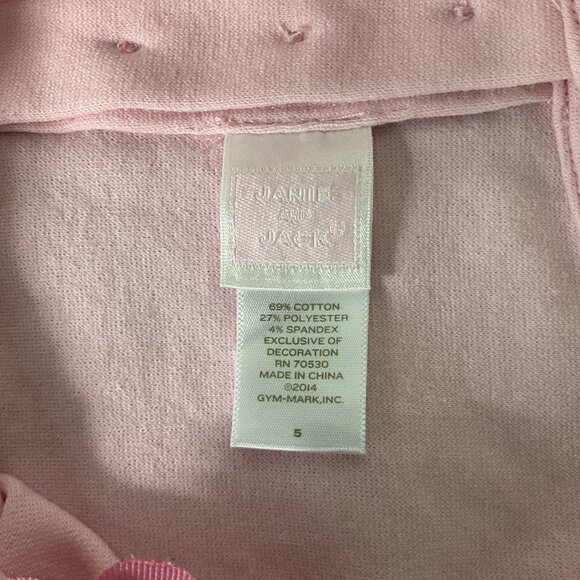 JANIE
AND
JACK
69% COTTON
27% POLYESTER
4% SPANDEX
EXCLUSIVE OF
DECORATION
RN 70530
MADE IN CHINA
©2014
GYM-MARK,INC.
5